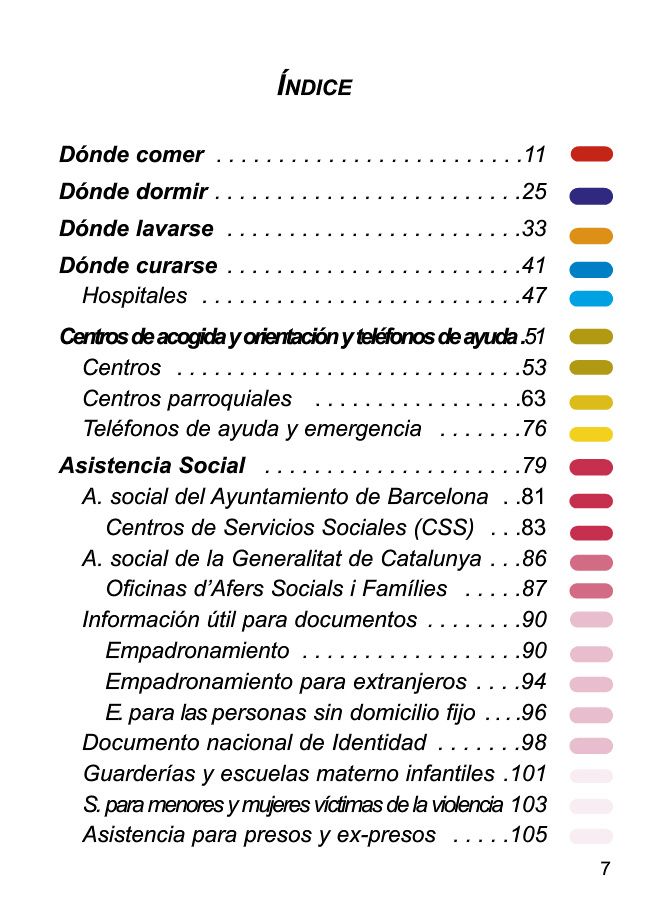 ÍNDICE
Dónde comer . . . . . . . . . . . . . . . . . . . . . . . . .11
Dónde dormir . . . . . . . . . . . . . . . . . . . . . . . . .25
Dónde lavarse . . . . . . . . . . . . . . . . . . . . . . . .33
Dónde curarse . . . . . . . . . . . . . . . . . . . . . . . .41
Hospitales . . . . . . . . . . . . . . . . . . . . . . . . . .47
Centros de acogida y orientación y teléfonos de ayuda .51
Centros . . . . . . . . . . . . . . . . . . . . . . . . . . . .53
Centros parroquiales . . . . . . . . . . . . . . . . .63
Teléfonos de ayuda y emergencia . . . . . . .76
Asistencia Social . . . . . . . . . . . . . . . . . . . . .79
A. social del Ayuntamiento de Barcelona . .81
Centros de Servicios Sociales (CSS) . . .83
A. social de la Generalitat de Catalunya . . .86
Oficinas d’Afers Socials i Famílies . . . . .87
Información útil para documentos . . . . . . . .90
Empadronamiento . . . . . . . . . . . . . . . . . .90
Empadronamiento para extranjeros . . . .94
E. para las personas sin domicilio fijo . . . .96
Documento nacional de Identidad . . . . . . .98
Guarderías y escuelas materno infantiles .101
S. para menores y mujeres víctimas de la violencia 103
Asistencia para presos y ex-presos . . . . .105
7